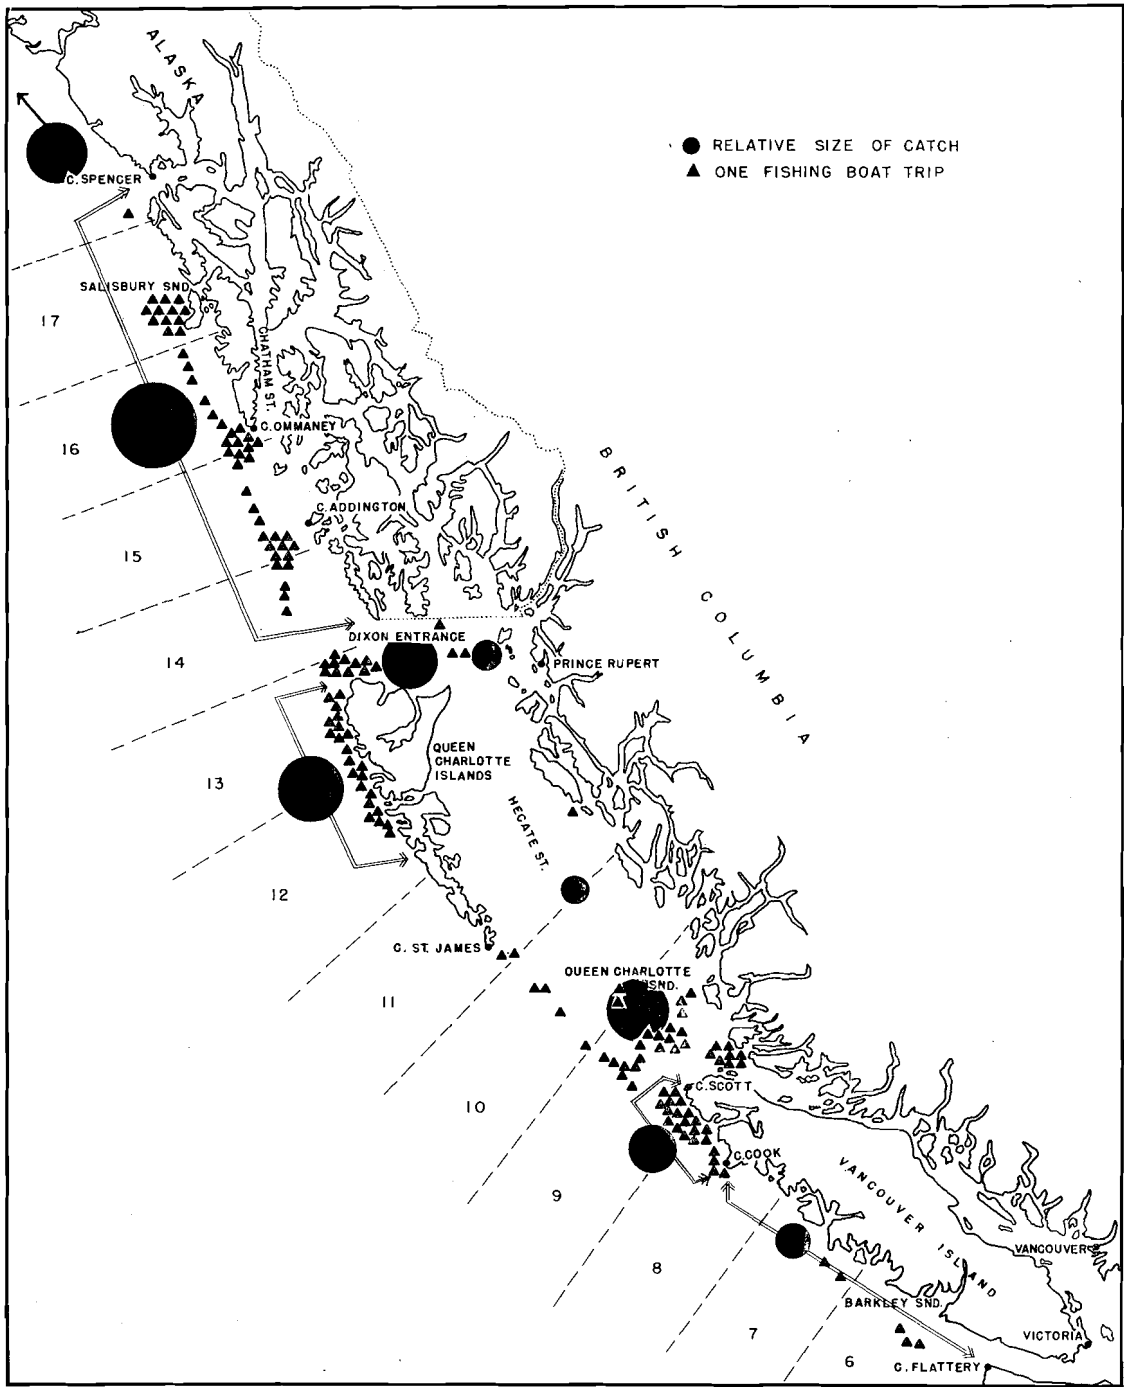 ALASKA
● RELATIVE SIZE OF CATCH
▲ ONE FISHING BOAT TRIP
C. SPENCER
SALISBURY SND.
17
CHATHAM ST.
C. OMMANEY
16
BRITISH COLUMBIA
C. ADDINGTON
15
DIXON ENTRANCE
14
PRINCE RUPERT
QUEEN
CHARLOTTE
ISLANDS
13
HECATE ST.
12
C. ST. JAMES
QUEEN CHARLOTTE
SND.
11
C. SCOTT
10
C. COOK
VANCOUVER ISLAND
9
VANCOUVER
8
BARKLEY SND.
7
VICTORIA
6
C. FLATTERY